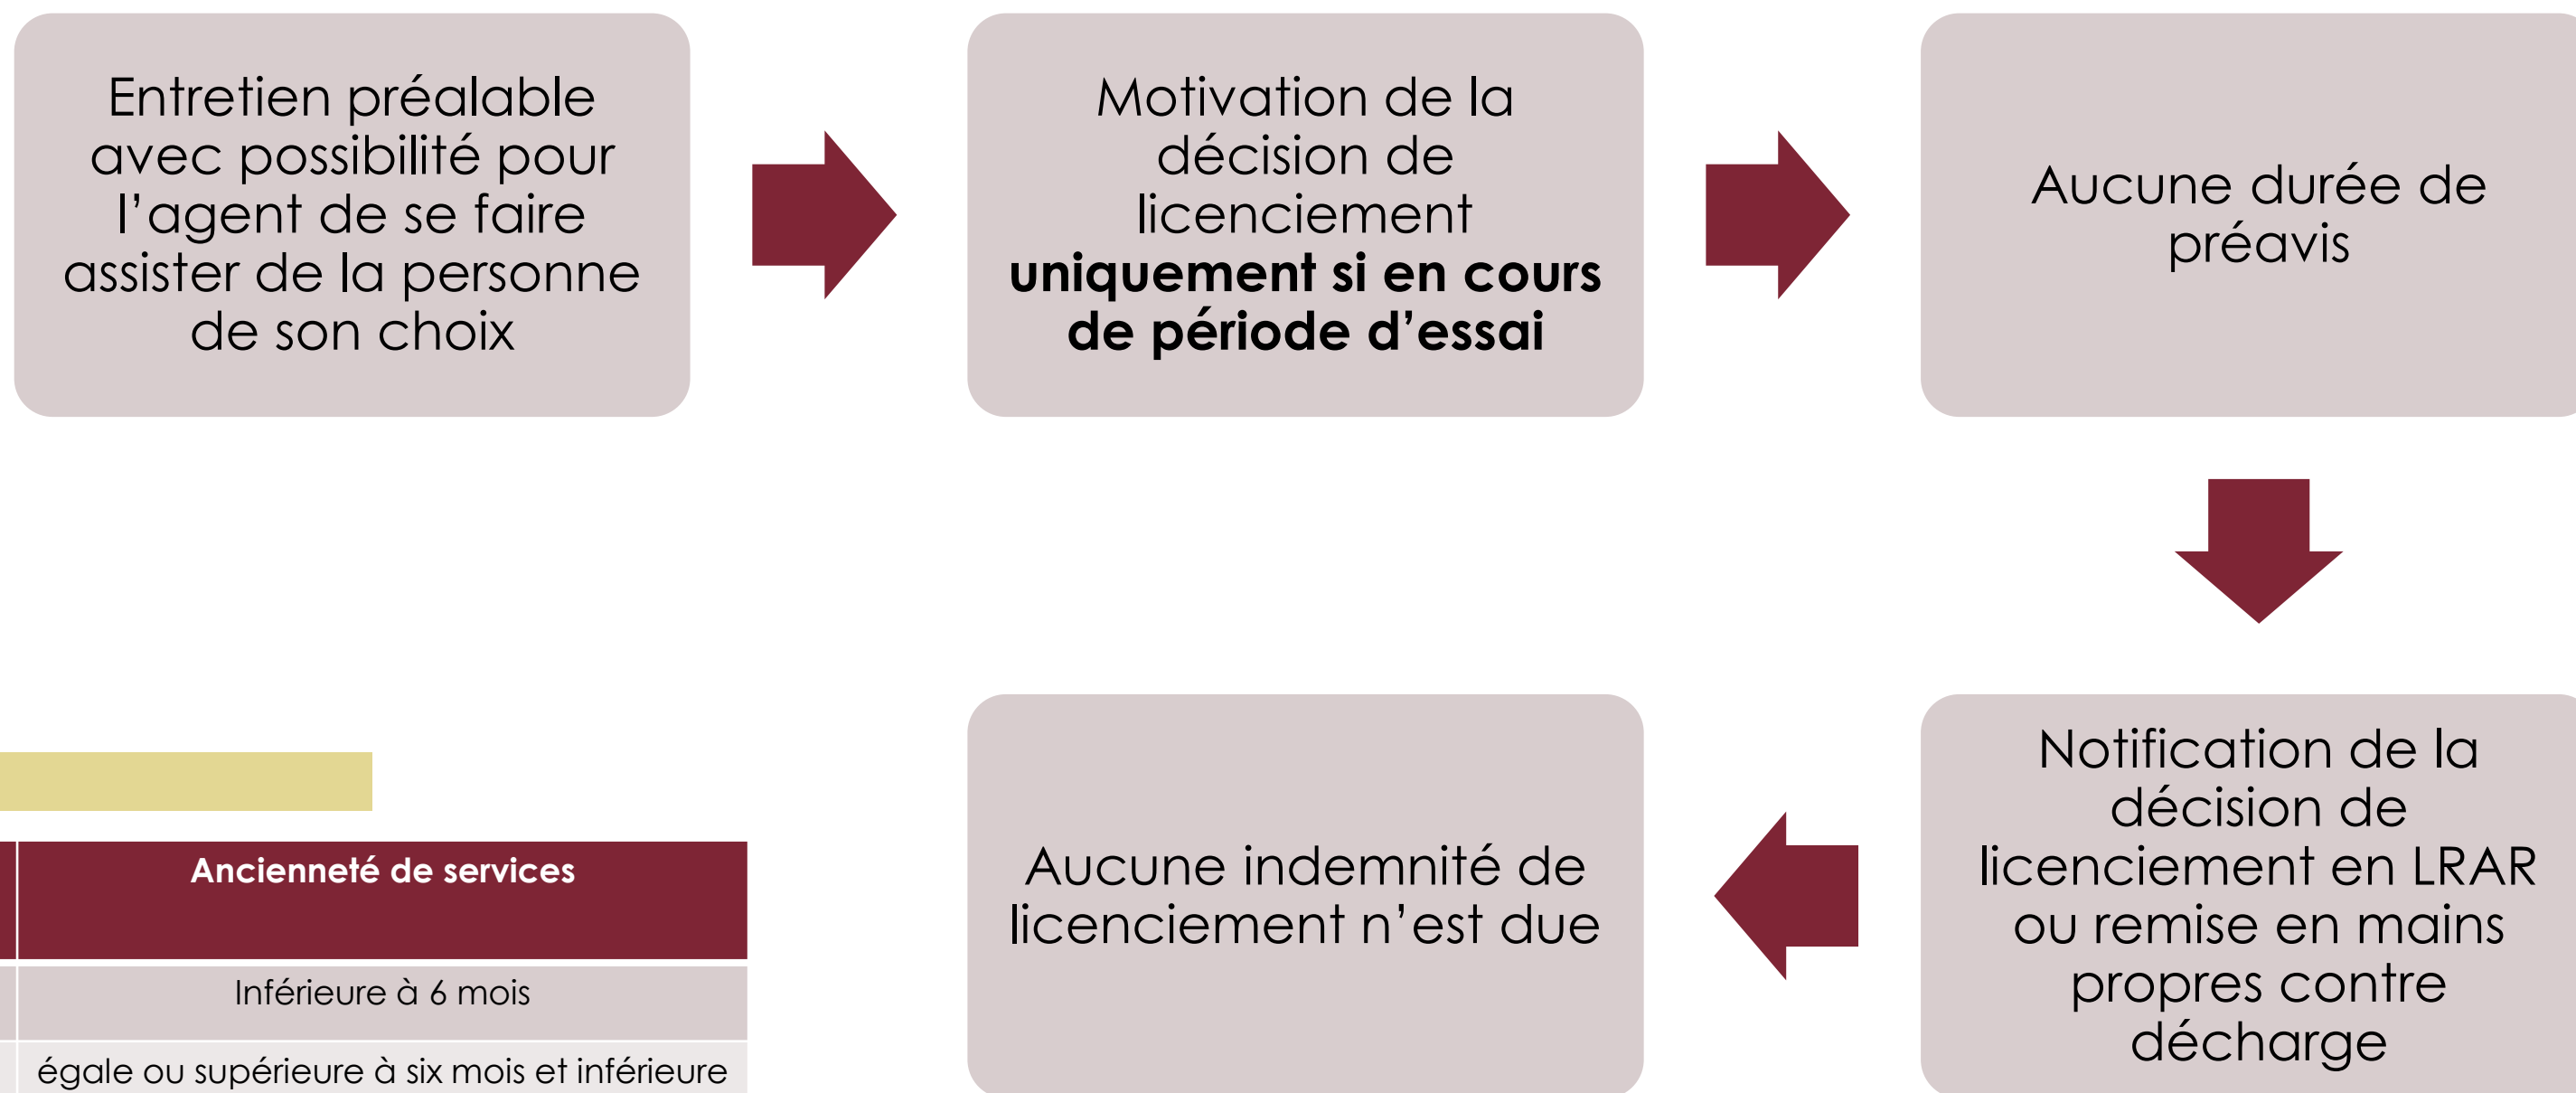 Entretien préalable
avec possibilité pour
l’agent de se faire
assister de la personne
de son choix
Motivation de la
décision de
licenciement
uniquement si en cours
de période d’essai
Aucune durée de
préavis
Notification de la
décision de
licenciement en LRAR
ou remise en mains
propres contre
décharge
Aucune indemnité de
licenciement n’est due
Ancienneté de services
Inférieure à 6 mois
égale ou supérieure à six mois et inférieure